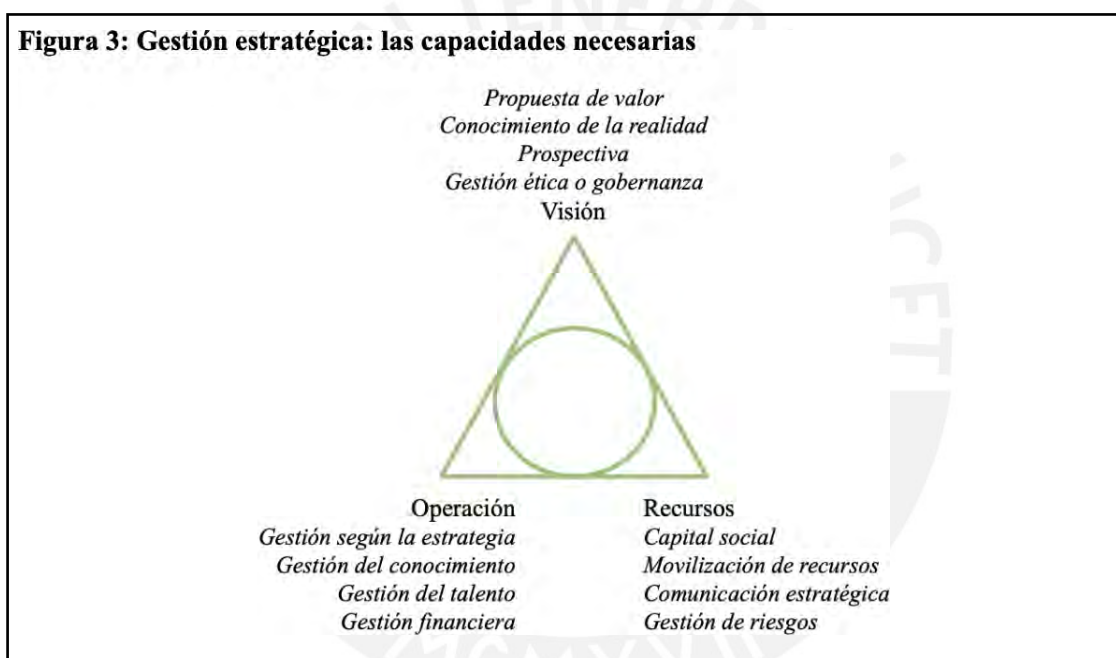 Figura 3: Gestión estratégica: las capacidades necesarias
Propuesta de valor
Conocimiento de la realidad
Prospectiva
Gestión ética o gobernanza
Visión
Operación
Gestión según la estrategia
Gestión del conocimiento
Gestión del talento
Gestión financiera
Recursos
Capital social
Movilización de recursos
Comunicación estratégica
Gestión de riesgos